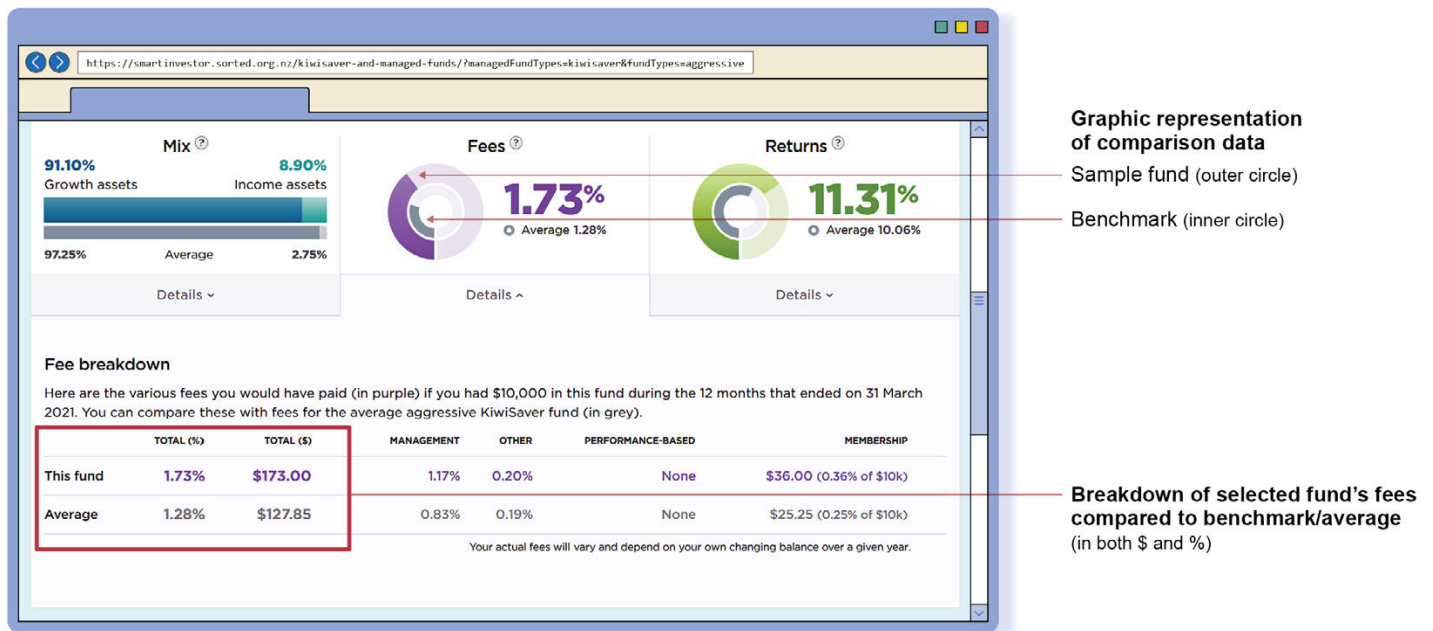 https://smartinvestor.sorted.org.nz/kiwisaver-and-managed-funds/?managedFundTypes=kiwisaver&fundTypes=aggressive
Mix ?
91.10% 8.90%
Growth assets Income assets
97.25% Average 2.75%
Details
Fees ?
1.73%
Average 1.28%
Details
Returns ?
11.31%
Average 10.06%
Details
Graphic representation
of comparison data
Sample fund (outer circle)
Benchmark (inner circle)
Fee breakdown
Here are the various fees you would have paid (in purple) if you had $10,000 in this fund during the 12 months that ended on 31 March
2021. You can compare these with fees for the average aggressive KiwiSaver fund (in grey).
TOTAL (%) TOTAL ($) MANAGEMENT OTHER PERFORMANCE-BASED MEMBERSHIP
This fund 1.73% $173.00 1.17% 0.20% None $36.00 (0.36% of $10k)
Average 1.28% $127.85 0.83% 0.19% None $25.25 (0.25% of $10k)
Your actual fees will vary and depend on your own changing balance over a given year.
Breakdown of selected fund's fees
compared to benchmark/average
(in both $ and %)